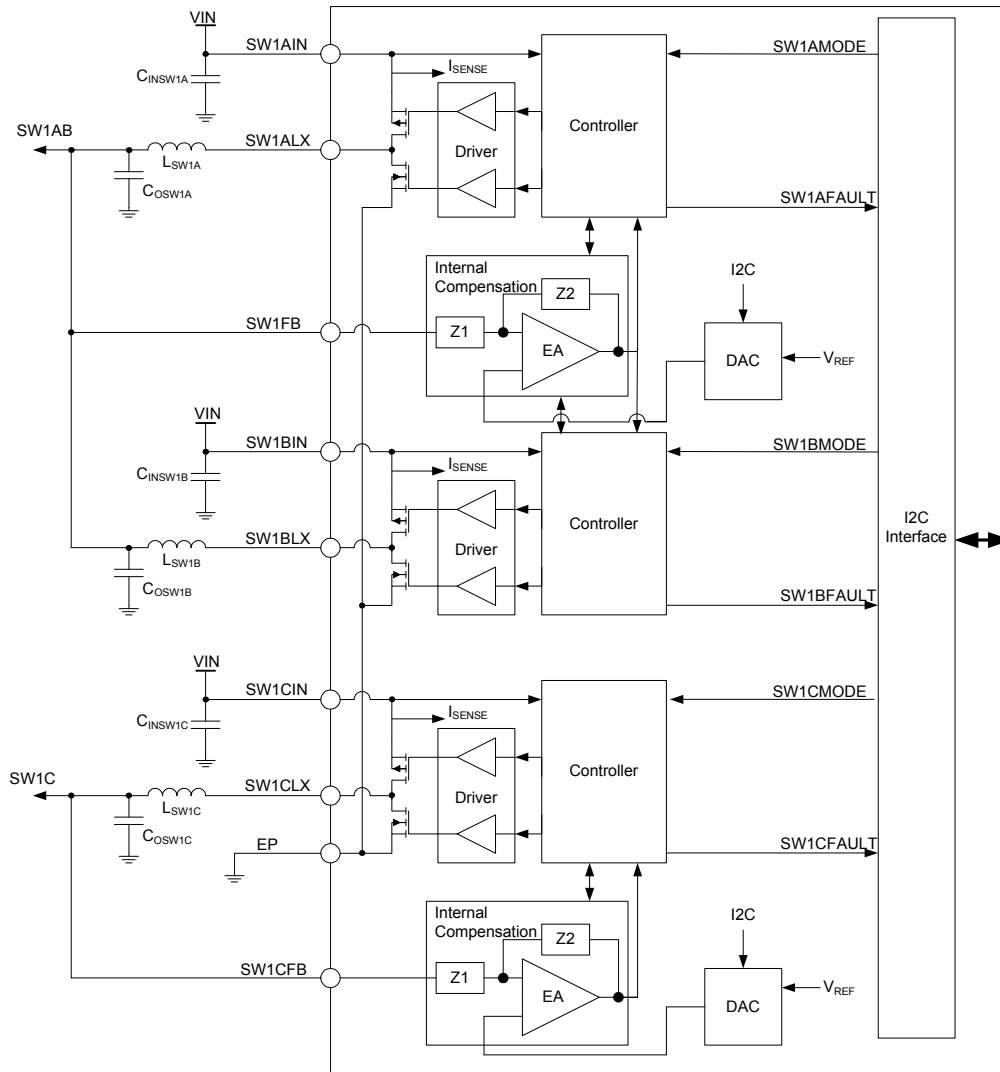 VIN
SW1AIN
SW1AMODE
CINSW1A
ISENSE
Controller
SW1AB
SW1ALX
Driver
LSW1A
COSW1A
SW1AFAULT
Internal
Compensation
I2C
Z2
SW1FB
Z1
EA
DAC
VREF
VIN
SW1BIN
SW1BMODE
CINSW1B
ISENSE
Controller
I2C
Interface
SW1BLX
Driver
LSW1B
COSW1B
SW1BFAULT
VIN
SW1CIN
SW1CMODE
CINSW1C
ISENSE
Controller
SW1C
SW1CLX
Driver
LSW1C
COSW1C
EP
SW1CFAULT
Internal
Compensation
I2C
Z2
SW1CFB
Z1
EA
DAC
VREF